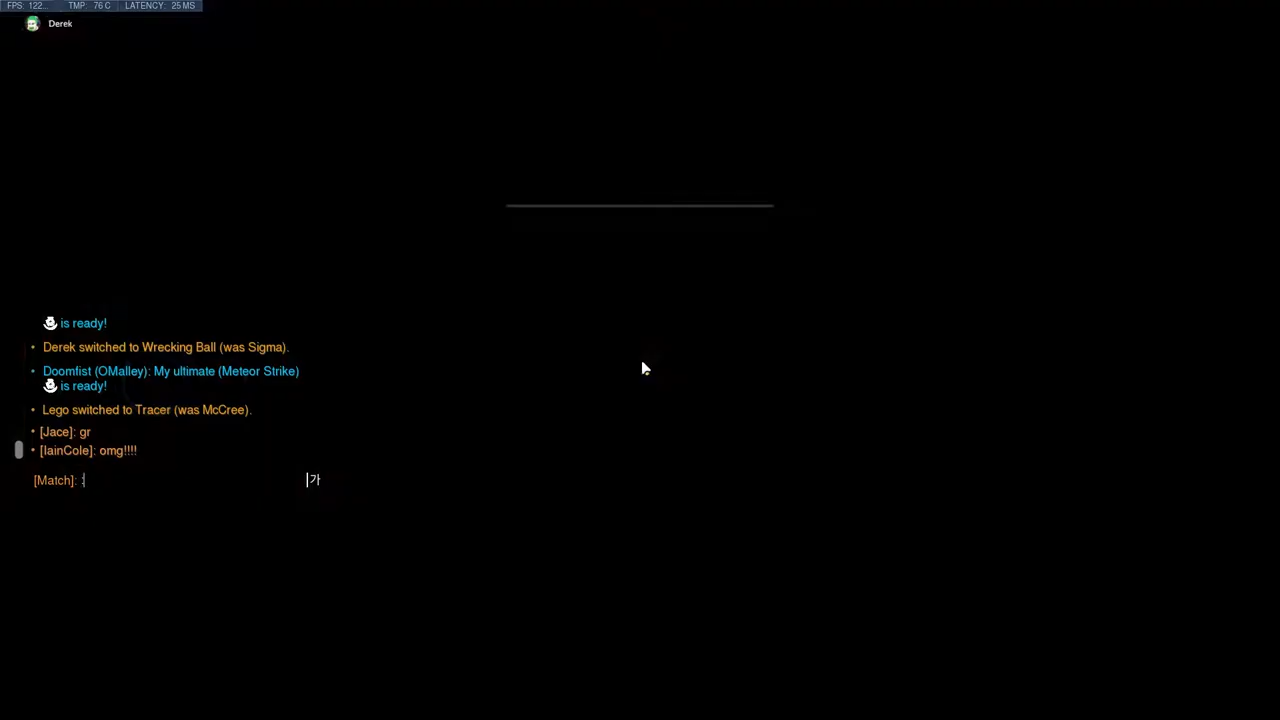 FPS: 122... TMP: 76 C LATENCY: 25 MS
Derek
is ready!
• Derek switched to Wrecking Ball (was Sigma).
• Doomfist (OMalley): My ultimate (Meteor Strike)
is ready!
• Lego switched to Tracer (was McCree).
• [Jace]: gr
• [IainCole]: omg!!!!
[Match]: :
가